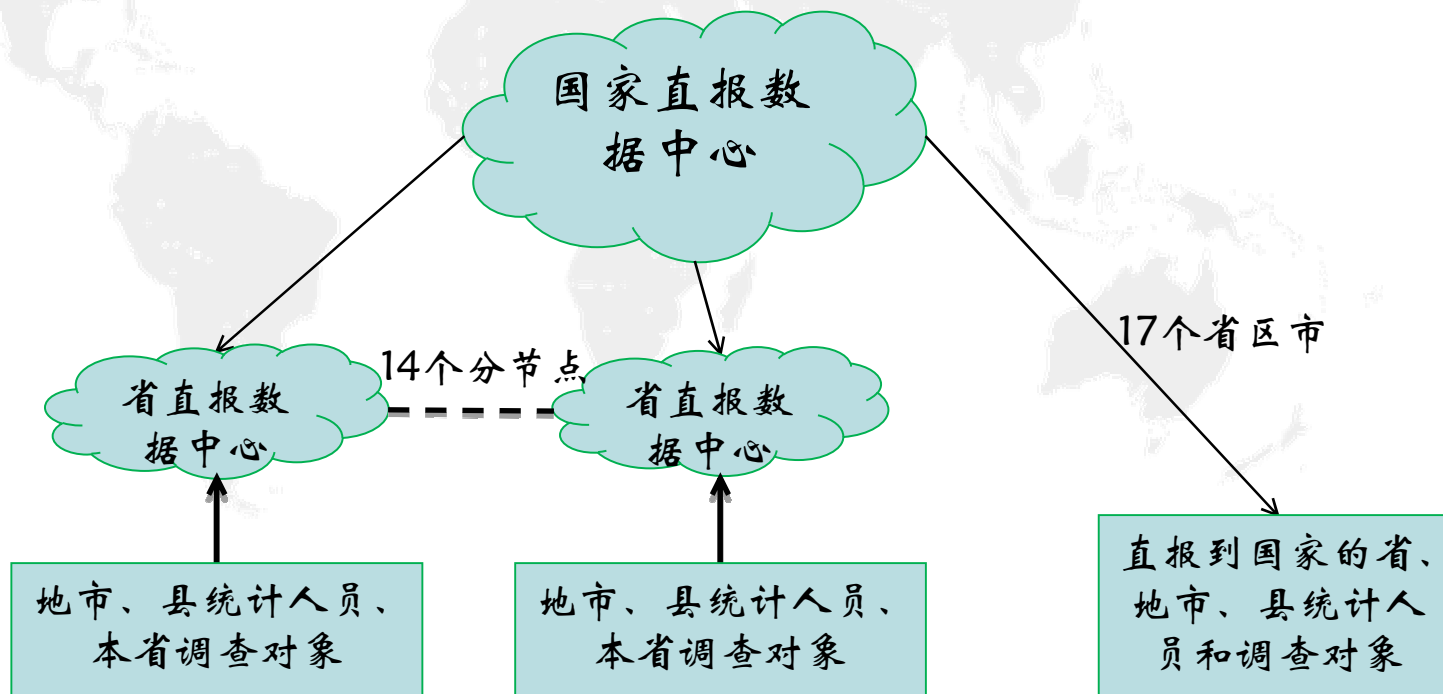 国家直报数
据中心
17个省区市
14个分节点
省直报数
据中心
省直报数
据中心
地市、县统计人员、
本省调查对象
地市、县统计人员、
本省调查对象
直报到国家的省、
地市、县统计人
员和调查对象